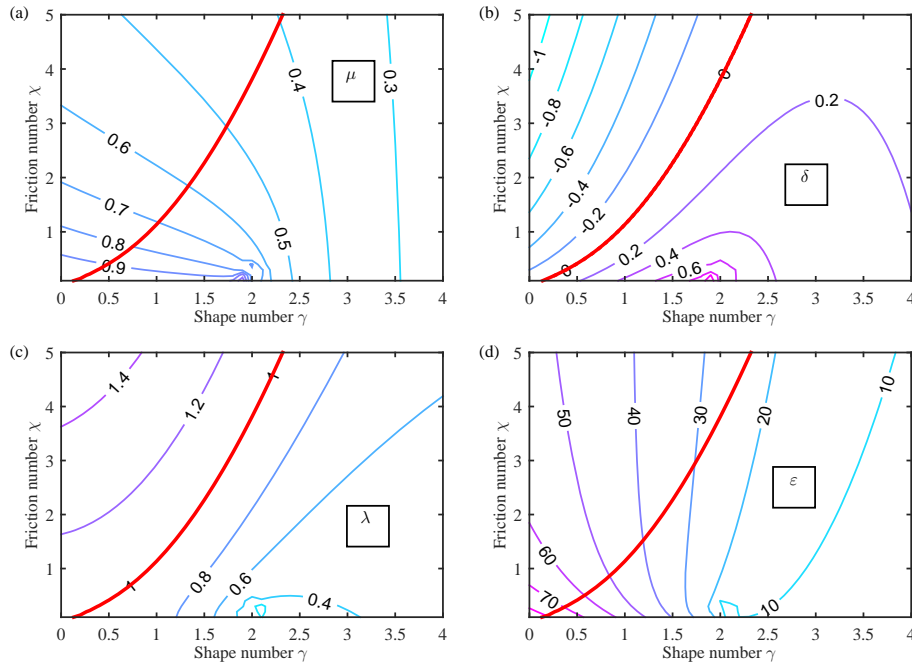 (a)
Friction number χ
5
4
3
2
1
0.6
0.7
0.8
0.9
0.5
0.4
0.3
μ
0 0.5 1 1.5 2 2.5 3 3.5 4
Shape number γ
(b)
Friction number χ
5
4
3
2
1
-1
-0.8
-0.6
-0.4
-0.2
0
0
0.2
0.2
0.4
0.6
δ
0 0.5 1 1.5 2 2.5 3 3.5 4
Shape number γ
(c)
Friction number χ
5
4
3
2
1
1.4
1.2
1
1
0.8
0.6
0.4
λ
0 0.5 1 1.5 2 2.5 3 3.5 4
Shape number γ
(d)
Friction number χ
5
4
3
2
1
50
40
30
20
10
60
70
10
ε
0 0.5 1 1.5 2 2.5 3 3.5 4
Shape number γ